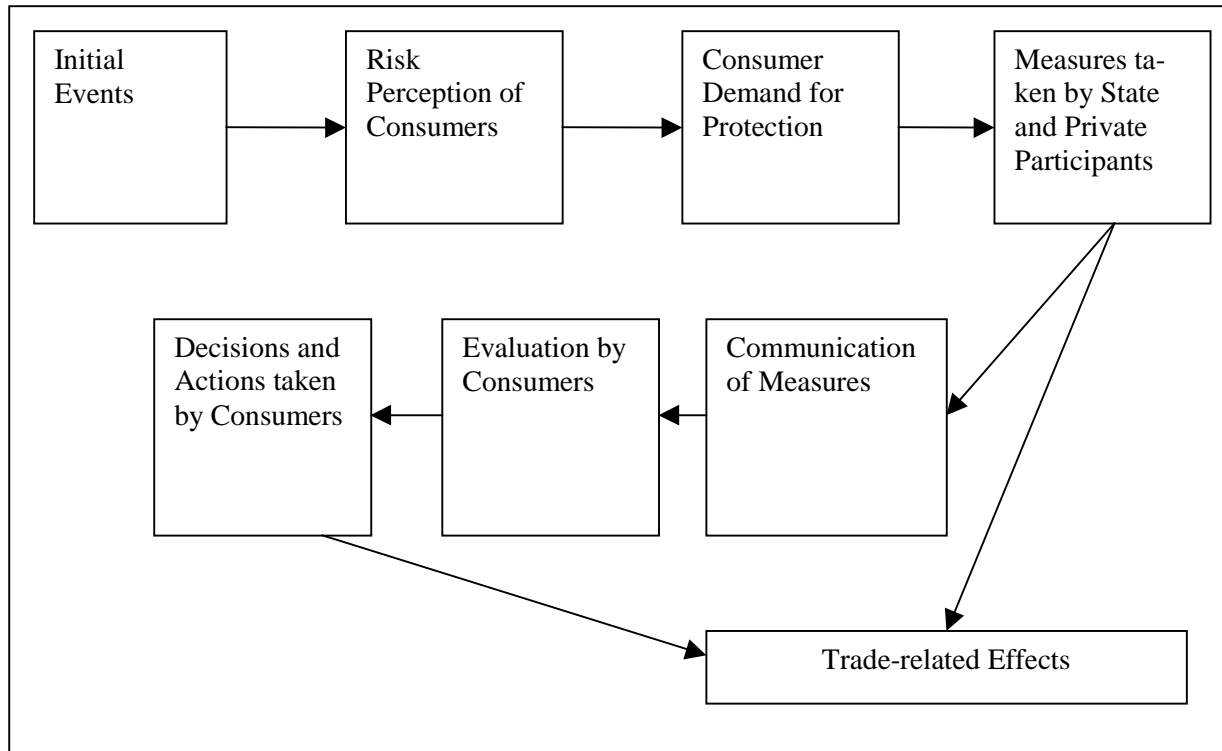 Initial
Events
Risk
Perception of
Consumers
Consumer
Demand for
Protection
Measures ta-
ken by State
and Private
Participants
Decisions and
Actions taken
by Consumers
Evaluation by
Consumers
Communication
of Measures
Trade-related Effects